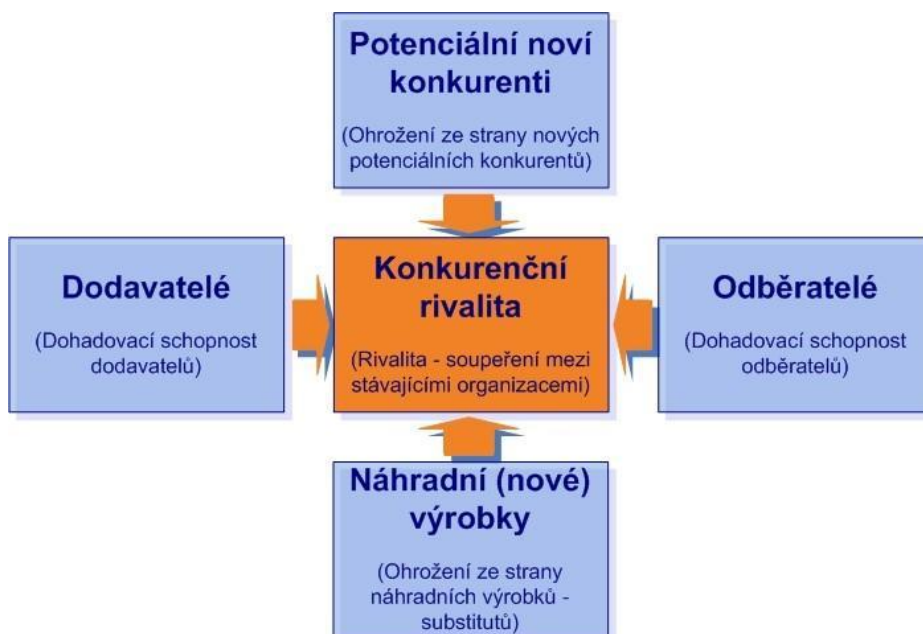 Potenciální noví
konkurenti
(Ohrožení ze strany nových
potenciálních konkurentů)
Dodavatelé
(Dohadovací schopnost
dodavatelů)
Konkurenční
rivalita
(Rivalita - soupeření mezi
stávajícími organizacemi)
Odběratelé
(Dohadovací schopnost
odběratelů)
Náhradní (nové)
výrobky
(Ohrožení ze strany
náhradních výrobků -
substitutů)